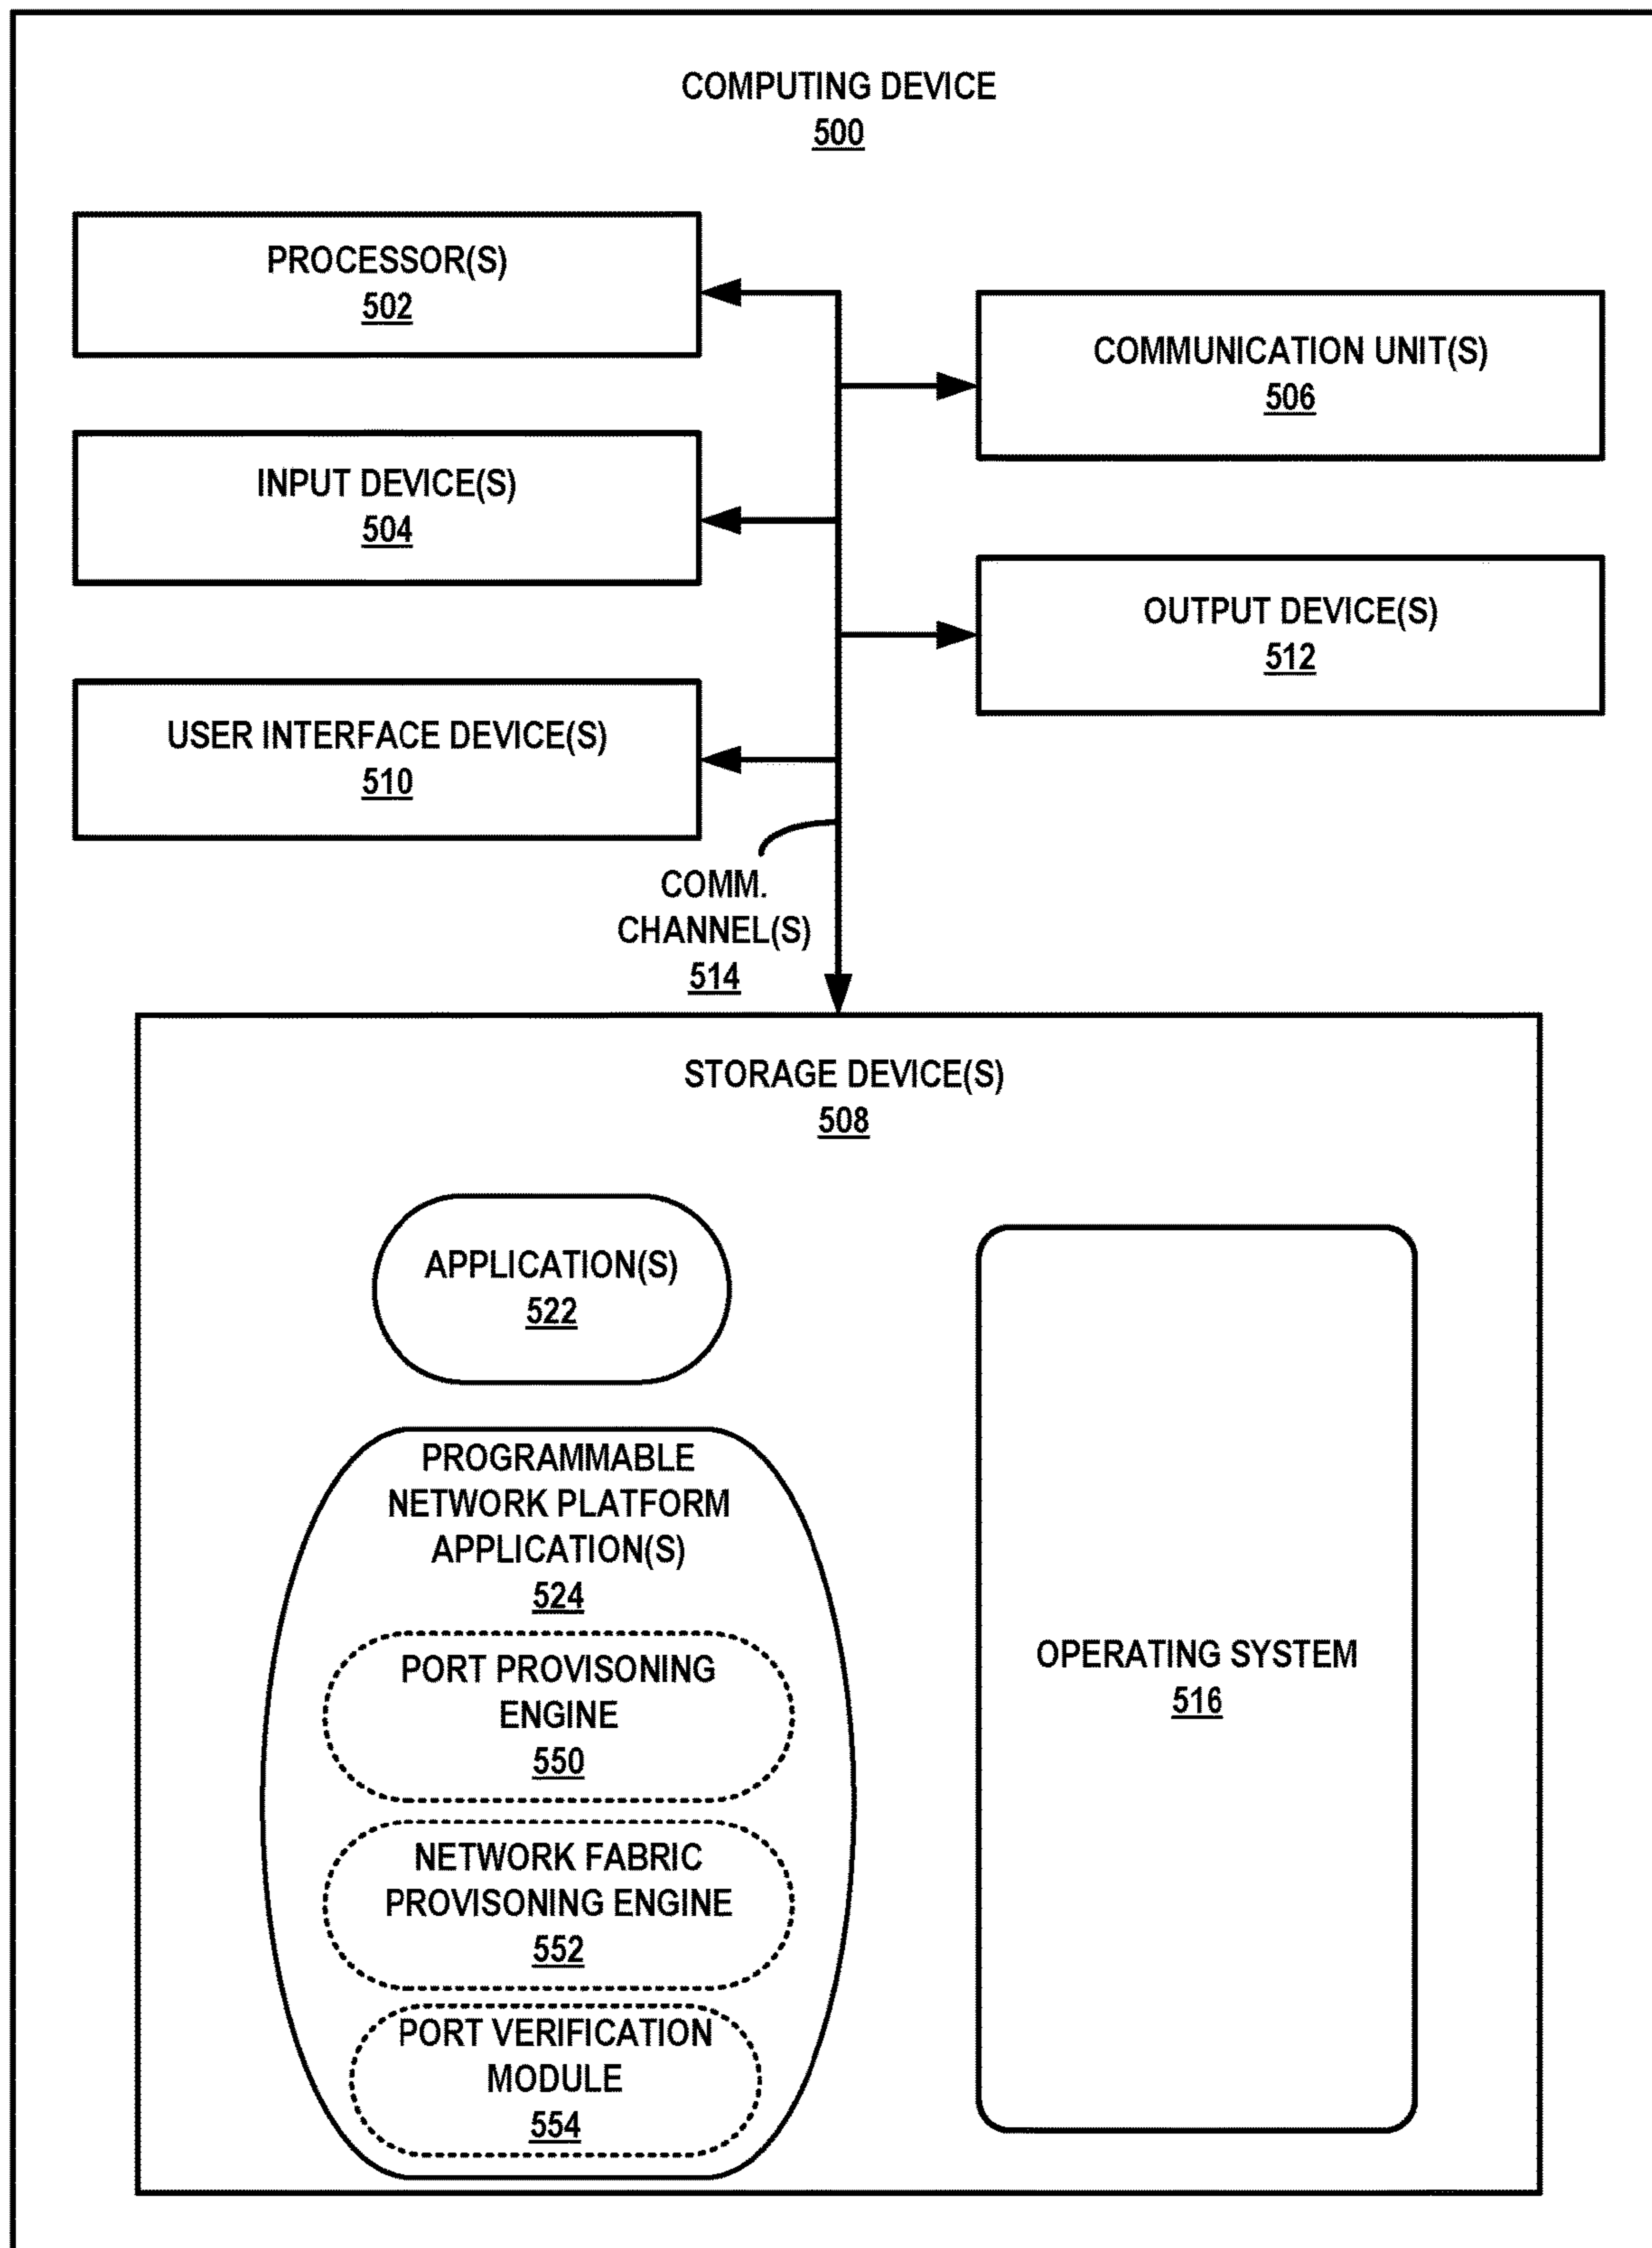 COMPUTING DEVICE
500
PROCESSOR(S)
502
COMMUNICATION UNIT(S)
506
INPUT DEVICE(S)
504
OUTPUT DEVICE(S)
512
USER INTERFACE DEVICE(S)
510
COMM.
CHANNEL(S)
514
STORAGE DEVICE(S)
508
APPLICATION(S)
522
PROGRAMMABLE
NETWORK PLATFORM
APPLICATION(S)
524
PORT PROVISONING
ENGINE
550
NETWORK FABRIC
PROVISONING ENGINE
552
PORT VERIFICATION
MODULE
554
OPERATING SYSTEM
516